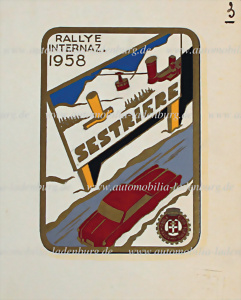 3
RALLYE
INTERNAZ.
1958
SESTRIERE
www.automobilia-ladenburg.de